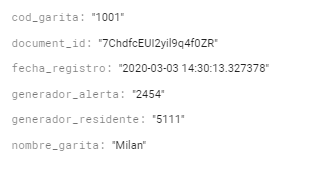 cod_garita: "1001"
document_id: "7ChdfcEUI2yil9q4f0ZR"
fecha_registro: "2020-03-03 14:30:13.327378"
generador_alerta: "2454"
generador_residente: "5111"
nombre_garita: "Milan"